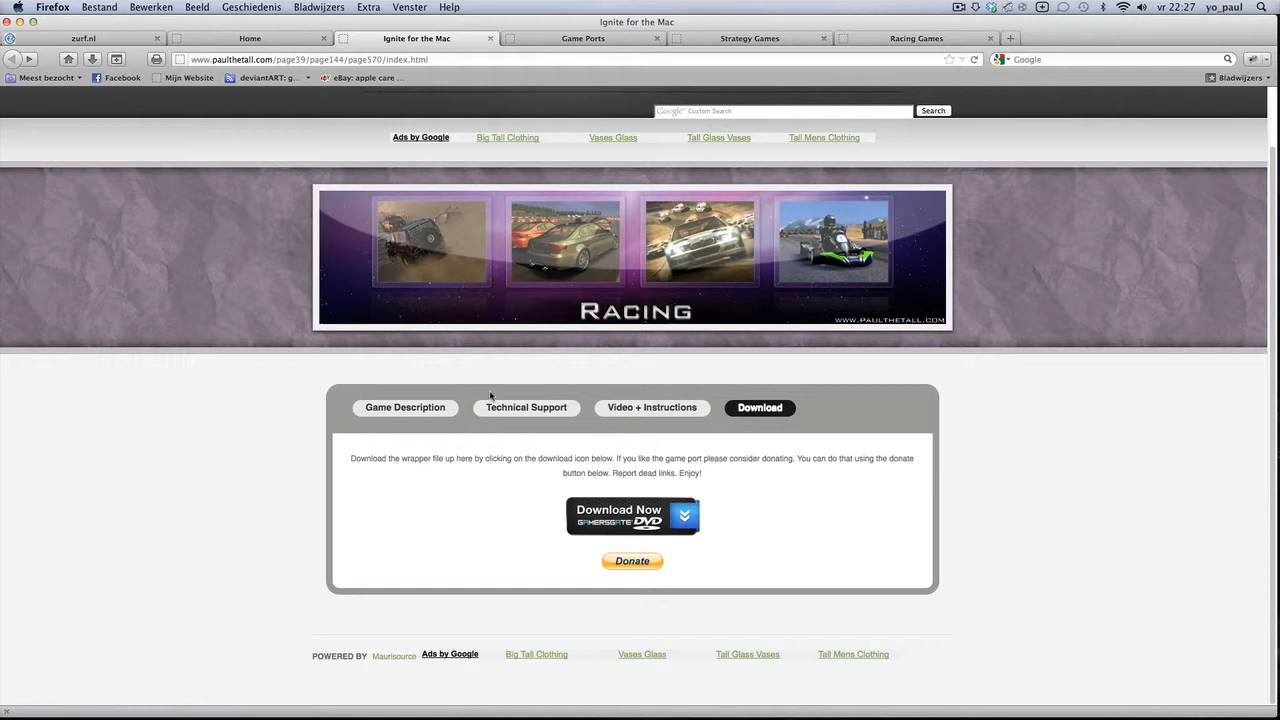 Firefox Bestand Bewerken Beeld Geschiedenis Bladwijzers Extra Venster Help vr 22:27 yo_paul
Ignite for the Mac
zurf.nl Home Ignite for the Mac Game Ports Strategy Games Racing Games
www.paulthetall.com/page39/page144/page570/index.html Google
Meest bezocht Facebook Mijn Website deviantART: g... eBay: apple care ... Bladwijzers
Google™ Custom Search Search
Ads by Google Big Tall Clothing Vases Glass Tall Glass Vases Tall Mens Clothing
Racing
www.paulthetall.com
Game Description Technical Support Video + Instructions Download
Download the wrapper file up here by clicking on the download icon below. If you like the game port please consider donating. You can do that using the donate
button below. Report dead links. Enjoy!
Download Now
GAMERSGATE DVD
Donate
POWERED BY Maurisource Ads by Google Big Tall Clothing Vases Glass Tall Glass Vases Tall Mens Clothing